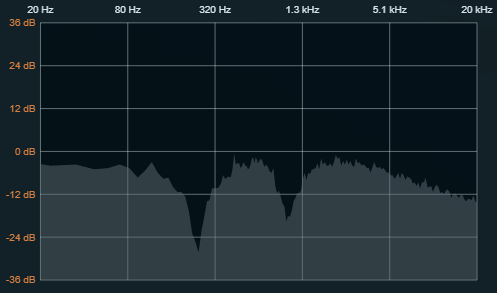 20 Hz 80 Hz 320 Hz 1.3 kHz 5.1 kHz 20 kHz
36 dB
24 dB
12 dB
0 dB
-12 dB
-24 dB
-36 dB